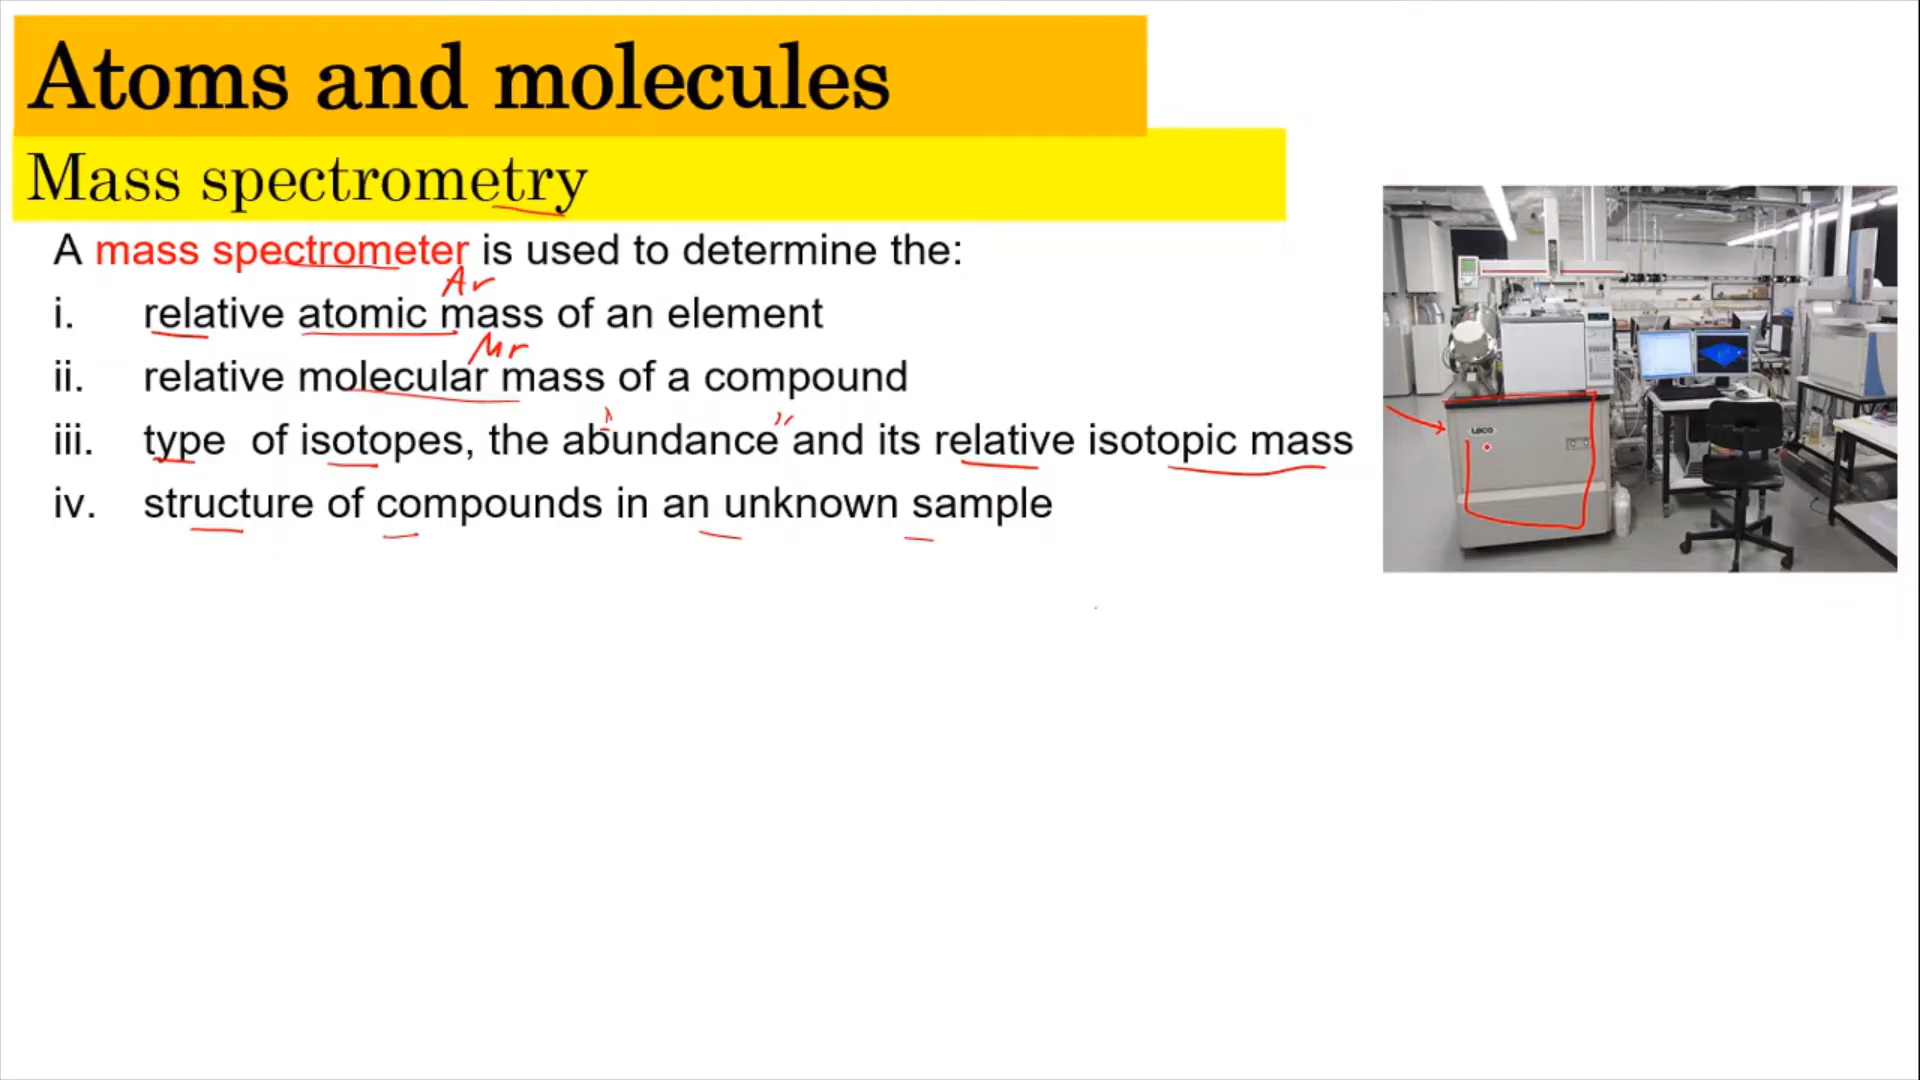 Atoms and molecules
Mass spectrometry
A mass spectrometer is used to determine the:
Ar
i. relative atomic mass of an element
Mr
ii. relative molecular mass of a compound
iii. type of isotopes, the abundance and its relative isotopic mass
iv. structure of compounds in an unknown sample
LECO